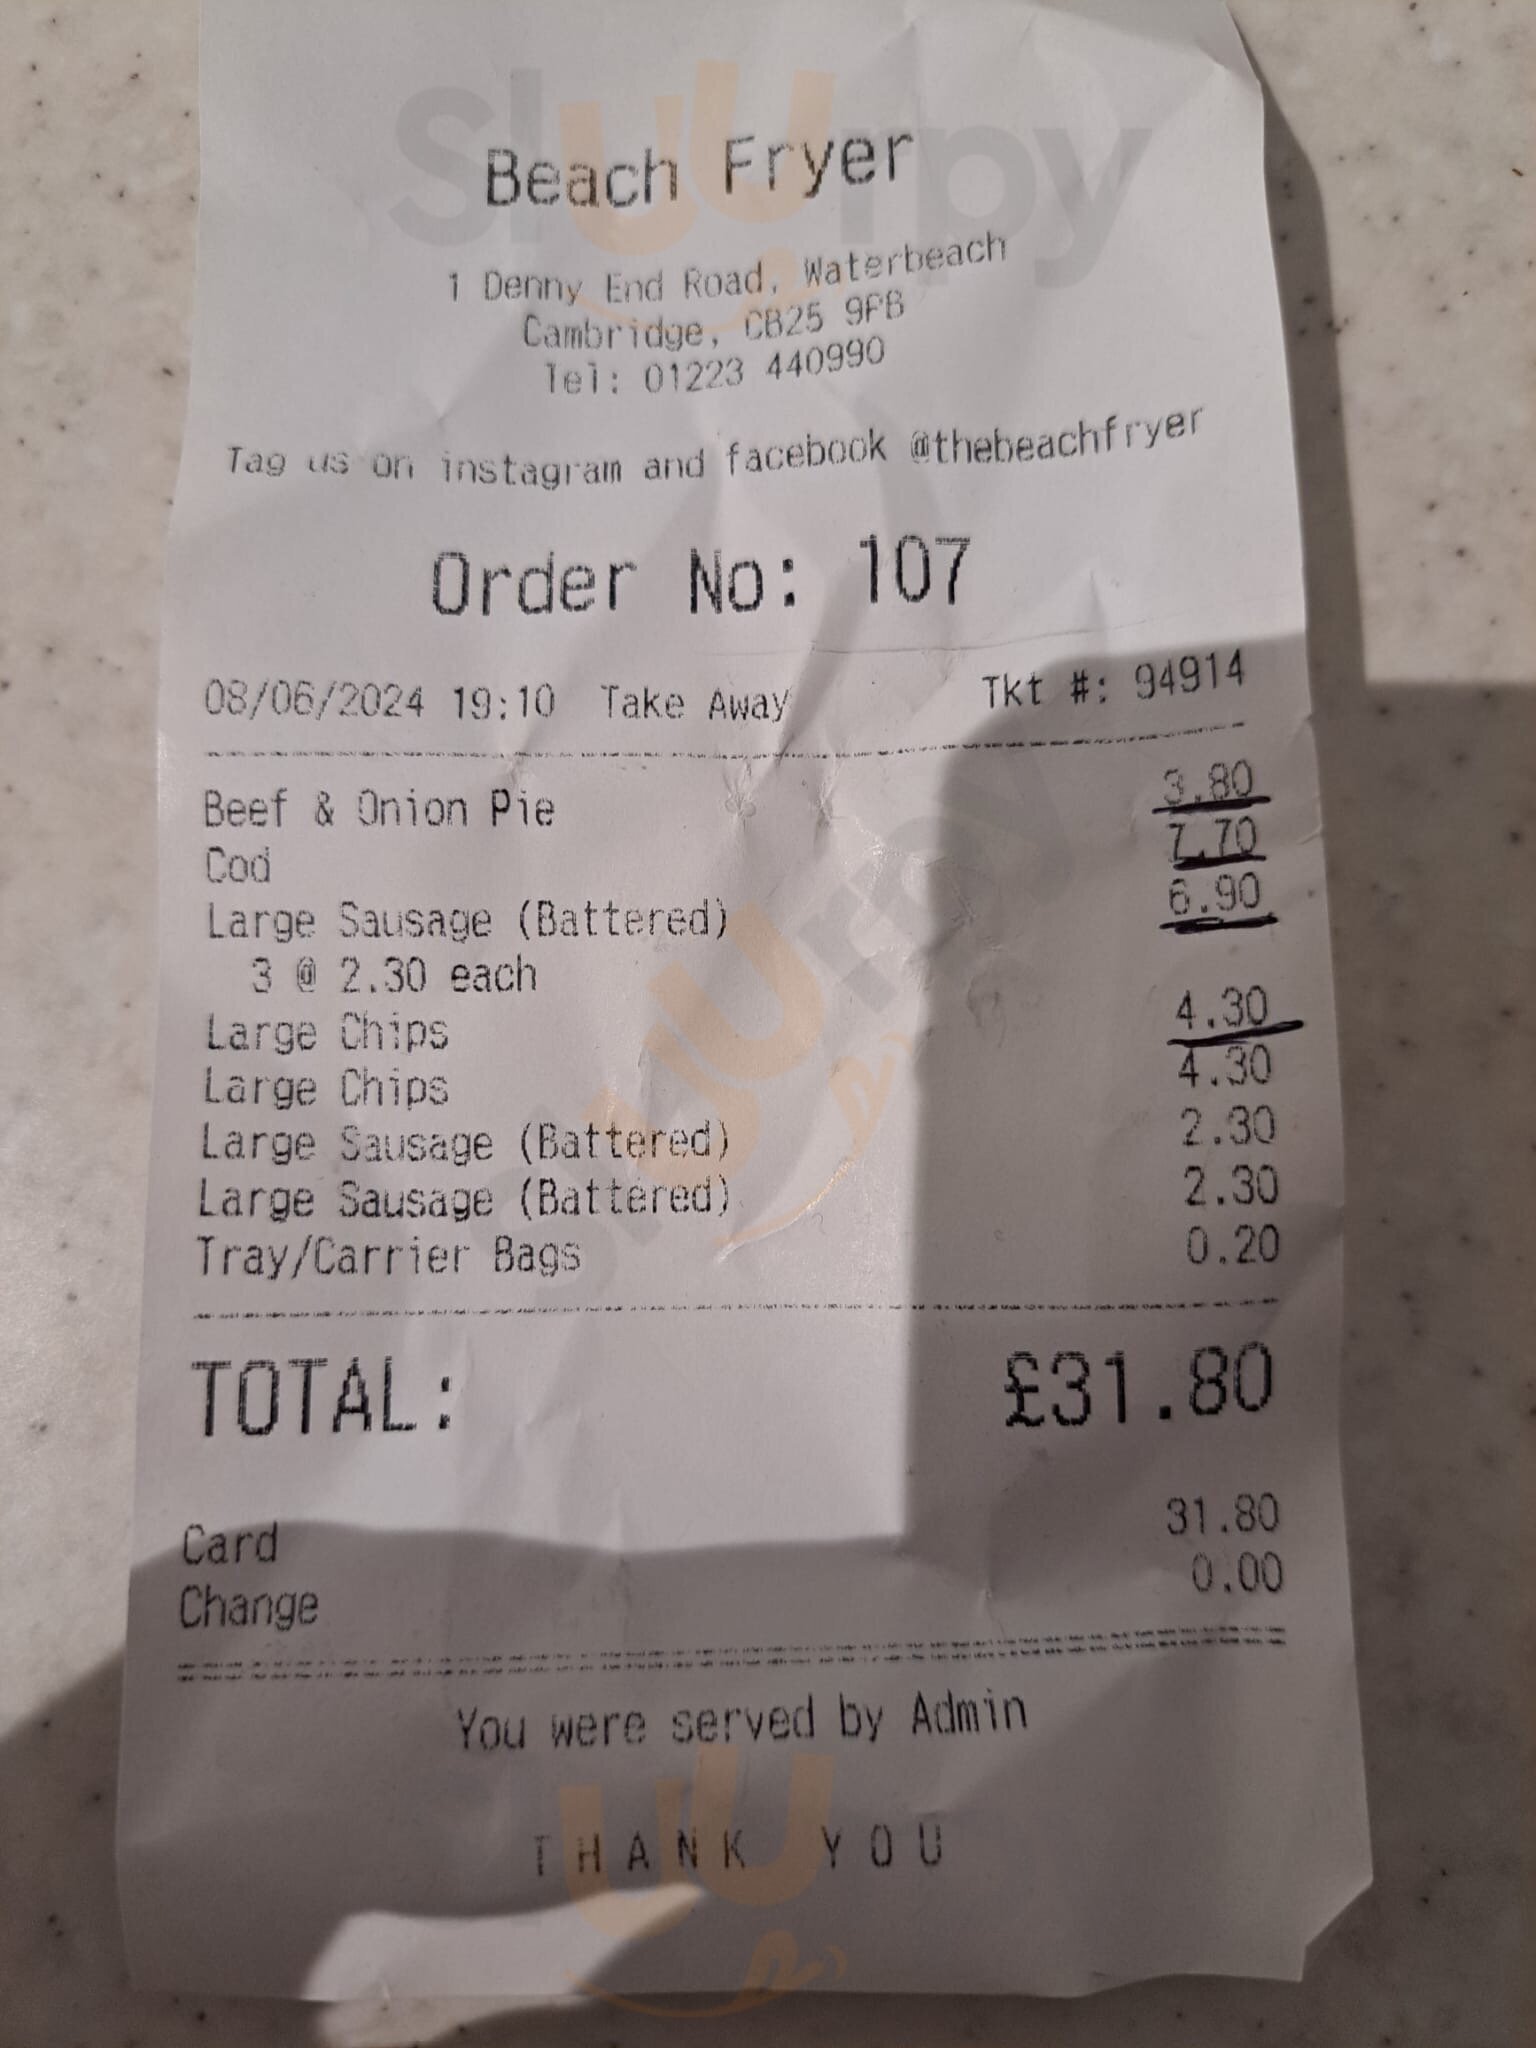 Sluurpy
Beach Fryer
1 Denny End Road, Waterbeach
Cambridge, CB25 9PB
Tel: 01223 440990
Tag us on instagram and facebook @thebeachfryer
Order No: 107
08/06/2024 19:10 Take Away Tkt #: 94914
Beef & Onion Pie 3.80
Cod 7.70
Large Sausage (Battered) 6.90
3 @ 2.30 each
Large Chips 4.30
Large Chips 4.30
Large Sausage (Battered) 2.30
Large Sausage (Battered) 2.30
Tray/Carrier Bags 0.20
Sluurpy
TOTAL: £31.80
Card 31.80
Change 0.00
You were served by Admin
THANK YOU